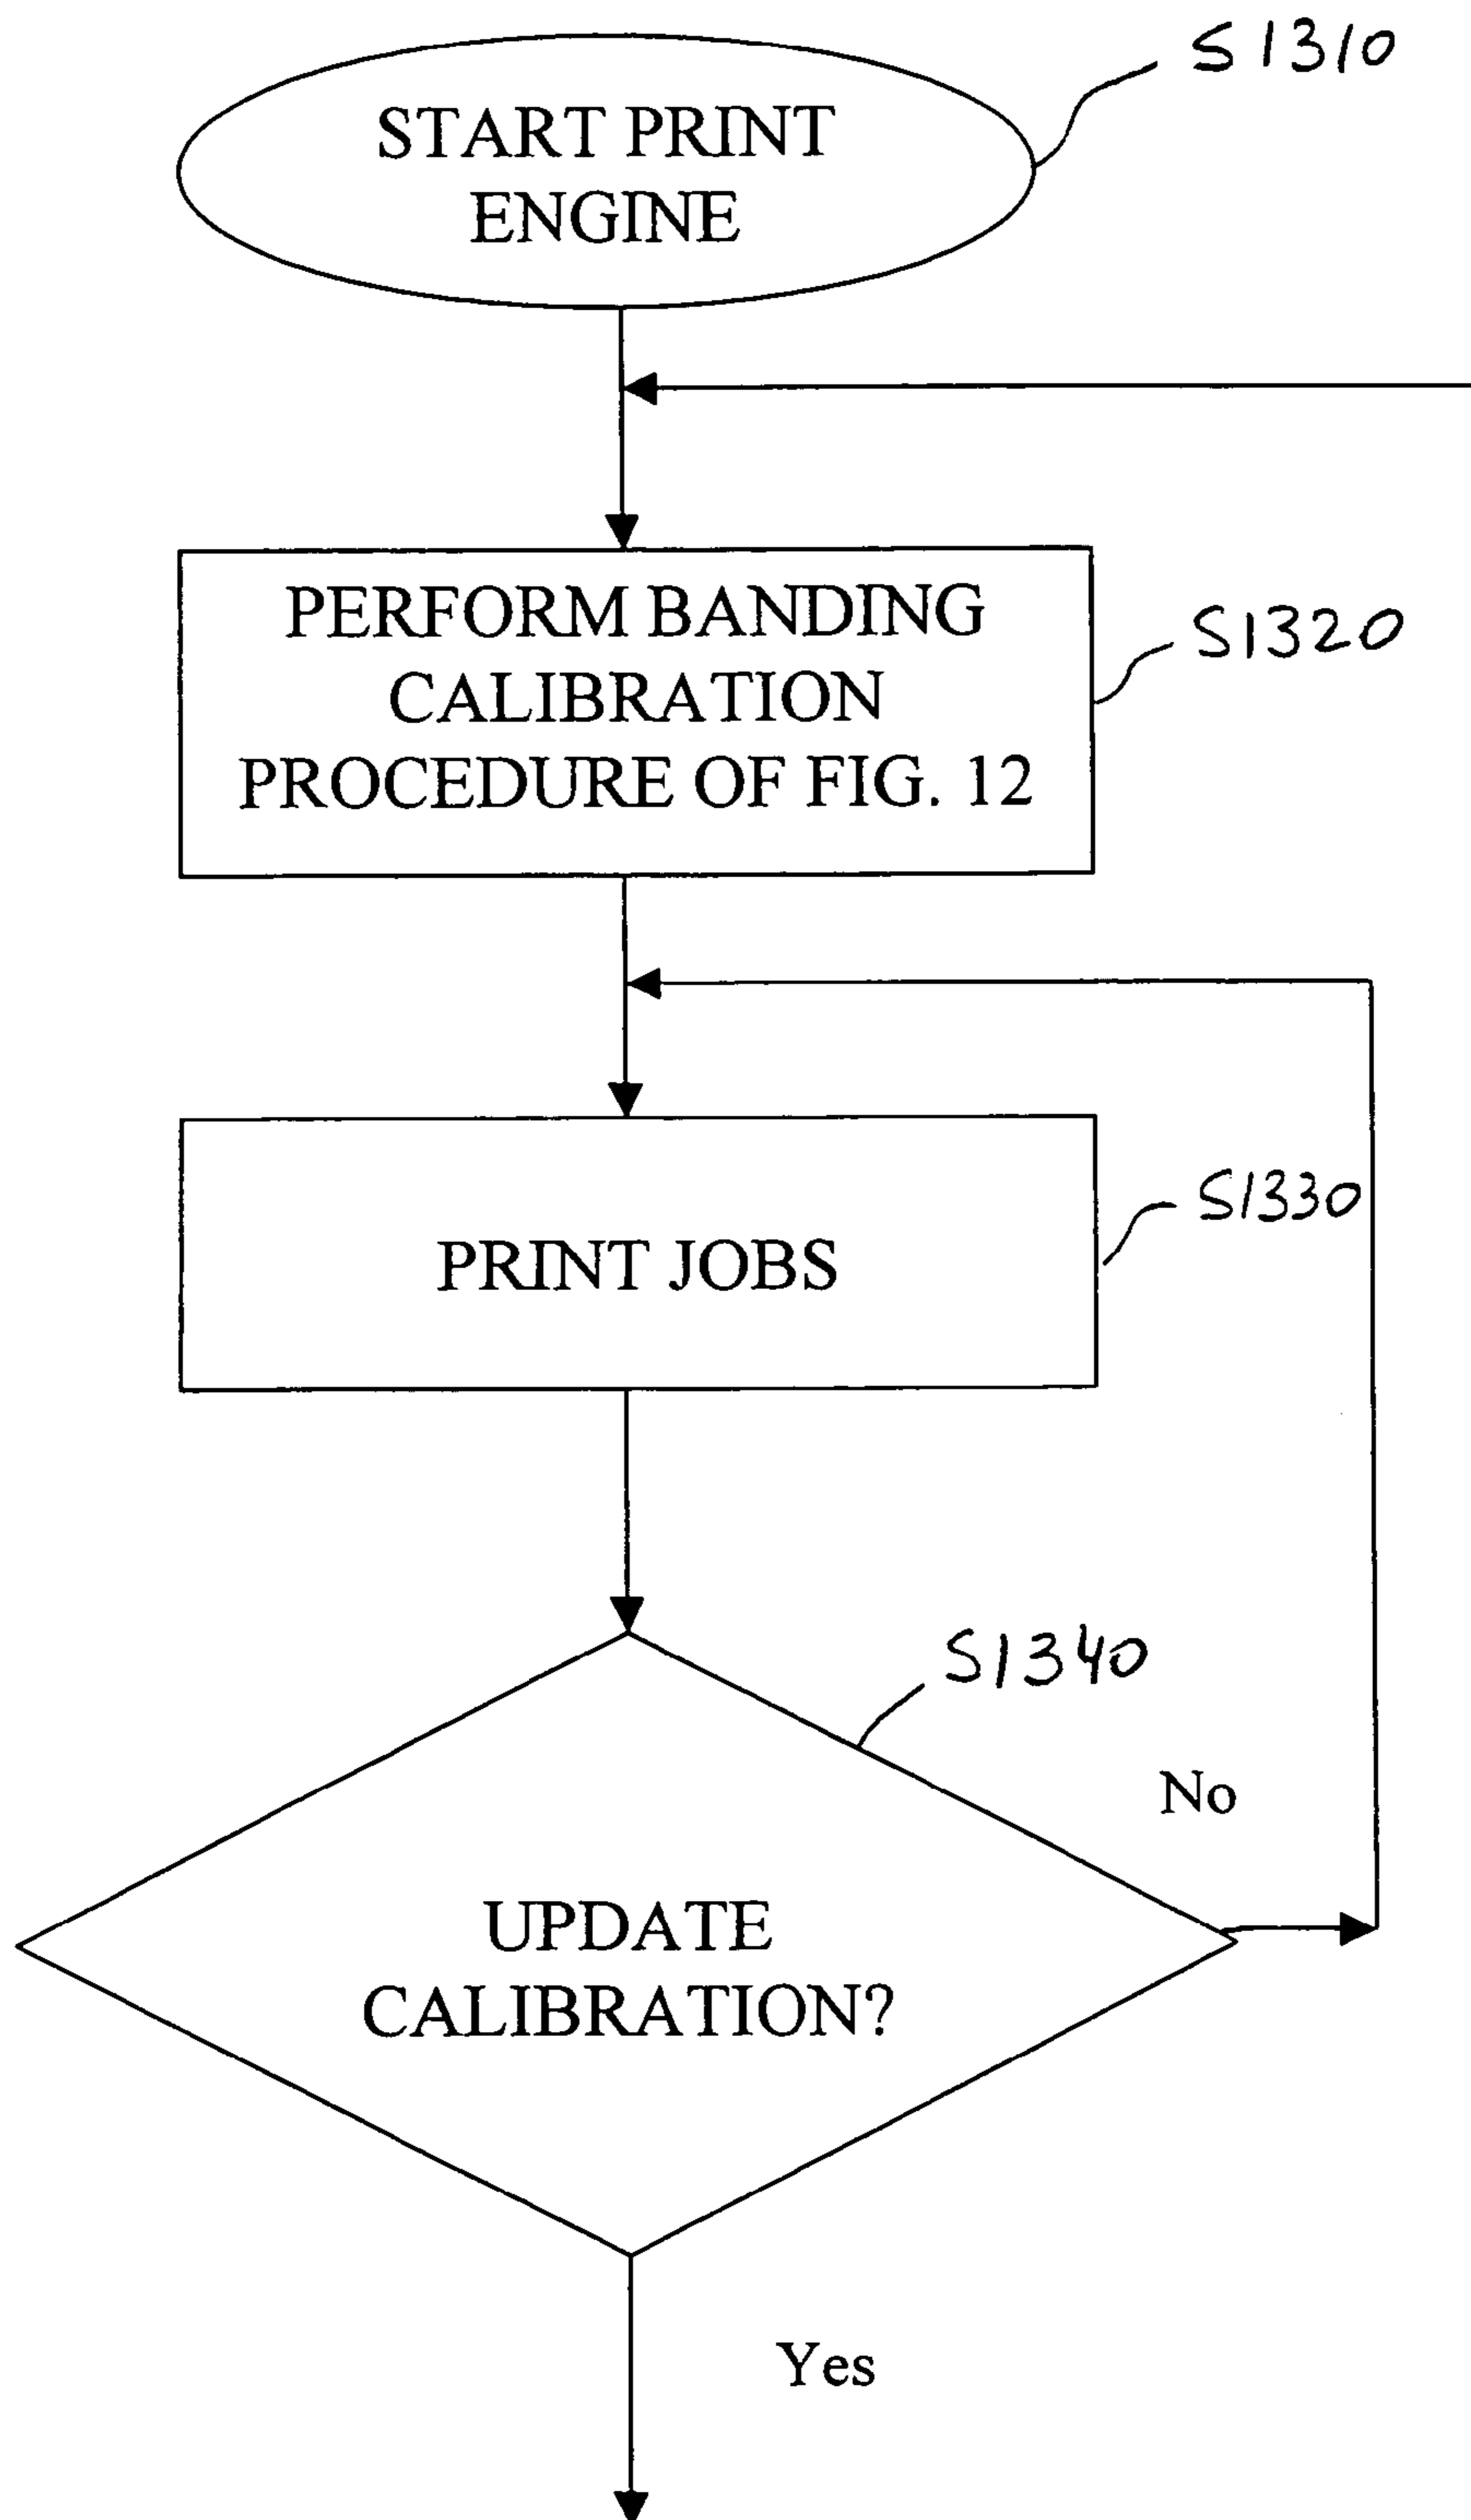 S1310
START PRINT
ENGINE
PERFORM BANDING
CALIBRATION
PROCEDURE OF FIG. 12
S1320
PRINT JOBS
S1330
S1340
No
UPDATE
CALIBRATION?
Yes